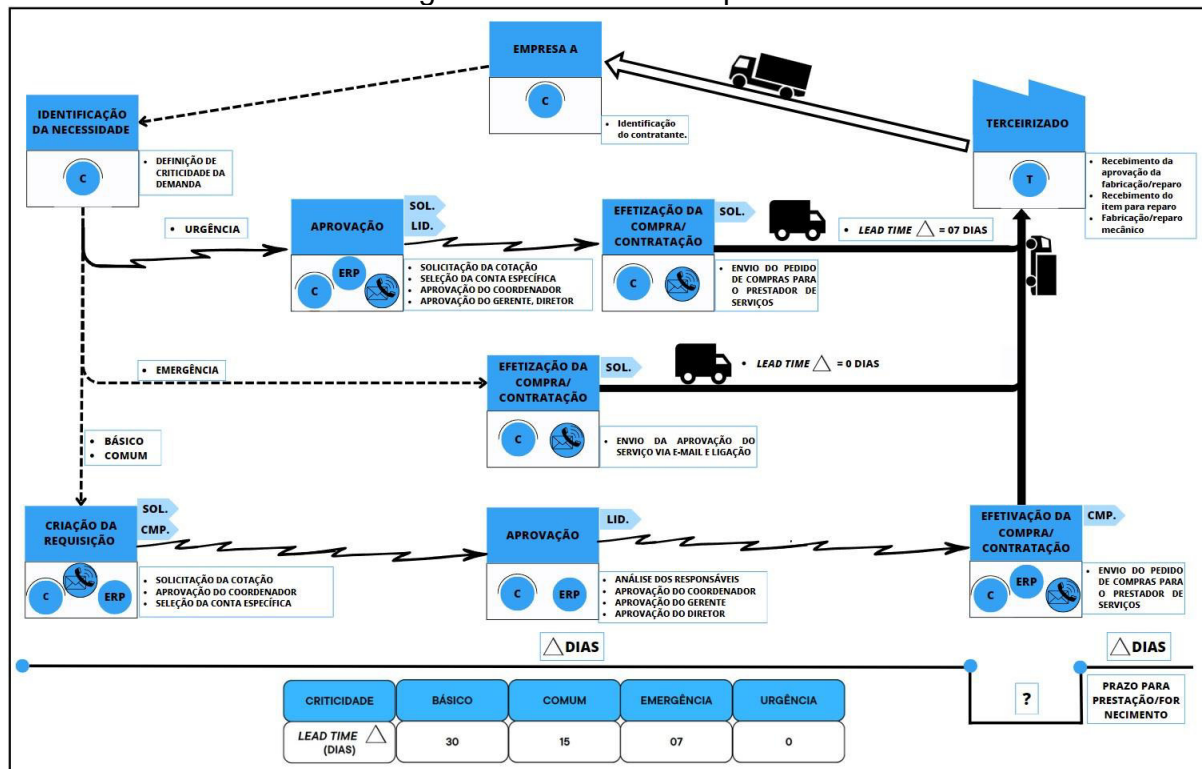 EMPRESA A
C
• Identificação
do contratante.
IDENTIFICAÇÃO
DA NECESSIDADE
C
• DEFINIÇÃO DE
CRITICIDADE DA
DEMANDA
TERCEIRIZADO
T
• Recebimento da
aprovação da
fabricação/reparo
• Recebimento do
item para reparo
• Fabricação/reparo
mecânico
• URGÊNCIA
APROVAÇÃO
SOL.
LID.
C
ERP
• SOLICITAÇÃO DA COTAÇÃO
• SELEÇÃO DA CONTA ESPECÍFICA
• APROVAÇÃO DO COORDENADOR
• APROVAÇÃO DO GERENTE, DIRETOR
EFETIZAÇÃO DA
COMPRA/
CONTRATAÇÃO
SOL.
C
• ENVIO DO PEDIDO
DE COMPRAS PARA
O PRESTADOR DE
SERVIÇOS
• LEAD TIME △ = 07 DIAS
• EMERGÊNCIA
EFETIZAÇÃO DA
COMPRA/
CONTRATAÇÃO
SOL.
C
• ENVIO DA APROVAÇÃO DO
SERVIÇO VIA E-MAIL E LIGAÇÃO
• LEAD TIME △ = 0 DIAS
• BÁSICO
• COMUM
CRIAÇÃO DA
REQUISIÇÃO
SOL.
CMP.
C
ERP
• SOLICITAÇÃO DA COTAÇÃO
• APROVAÇÃO DO COORDENADOR
• SELEÇÃO DA CONTA ESPECÍFICA
APROVAÇÃO
LID.
C
ERP
• ANÁLISE DOS RESPONSÁVEIS
• APROVAÇÃO DO COORDENADOR
• APROVAÇÃO DO GERENTE
• APROVAÇÃO DO DIRETOR
EFETIVAÇÃO DA
COMPRA/
CONTRATAÇÃO
CMP.
C
ERP
• ENVIO DO PEDIDO
DE COMPRAS PARA
O PRESTADOR DE
SERVIÇOS
△ DIAS
?
△ DIAS
PRAZO PARA
PRESTAÇÃO/FOR
NECIMENTO
CRITICIDADE BÁSICO COMUM EMERGÊNCIA URGÊNCIA
LEAD TIME △
(DIAS) 30 15 07 0